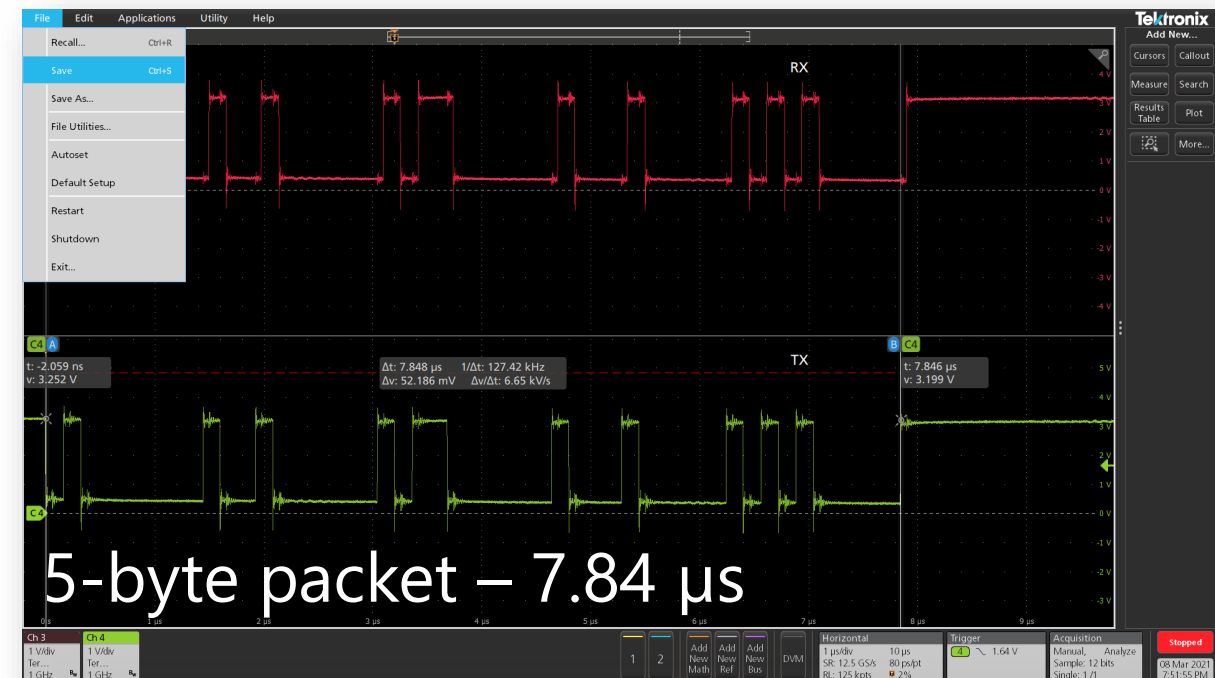 File Edit Applications Utility Help
Tektronix
Add New...
Recall... Ctrl+R
Save Ctrl+S
Save As...
File Utilities...
Autoset
Default Setup
Restart
Shutdown
Exit...
Cursors Callout
Measure Search
Results Table Plot
More...
RX
4 V
3 V
2 V
1 V
0 V
-1 V
-2 V
-3 V
-4 V
C4 A
B C4
t: -2.059 ns
v: 3.252 V
Δt: 7.848 µs 1/Δt: 127.42 kHz
Δv: 52.186 mV Δv/Δt: 6.65 kV/s
TX
t: 7.846 µs
v: 3.199 V
5 V
4 V
3 V
2 V
1 V
C4
0 V
-1 V
-2 V
-3 V
5-byte packet – 7.84 µs
0 s 1 µs 2 µs 3 µs 4 µs 5 µs 6 µs 7 µs 8 µs 9 µs
Ch 3
1 V/div
Ter...
1 GHz
Ch 4
1 V/div
Ter...
1 GHz
1 2
Add New Math
Add New Ref
Add New Bus
DVM
Horizontal
1 µs/div 10 µs
SR: 12.5 GS/s 80 ps/pt
RL: 125 kpts 2%
Trigger
4 1.64 V
Acquisition
Manual, Analyze
Sample: 12 bits
Single: 1 /1
Stopped
08 Mar 2021
7:51:55 PM